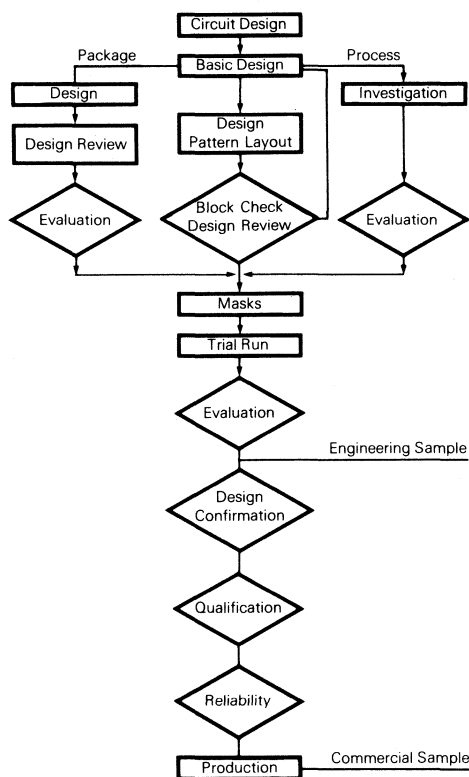 Circuit Design
Package
Basic Design
Process
Design
Investigation
Design
Pattern Layout
Design Review
Evaluation
Block Check
Design Review
Evaluation
Masks
Trial Run
Evaluation
Engineering Sample
Design
Confirmation
Qualification
Reliability
Commercial Sample
Production